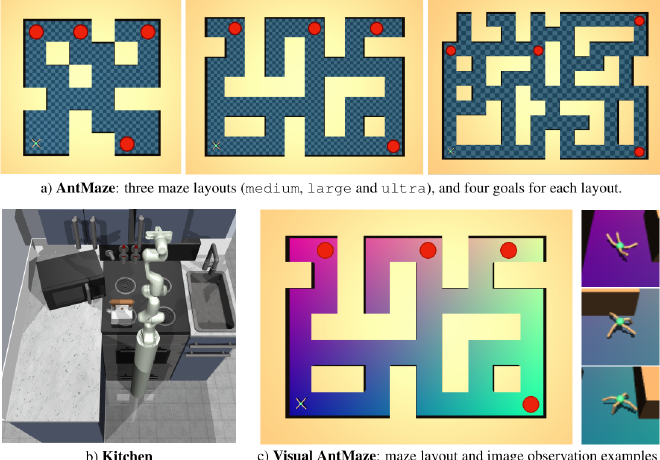 a) AntMaze: three maze layouts (medium, large and ultra), and four goals for each layout.
b) Kitchen
c) Visual AntMaze: maze layout and image observation examples